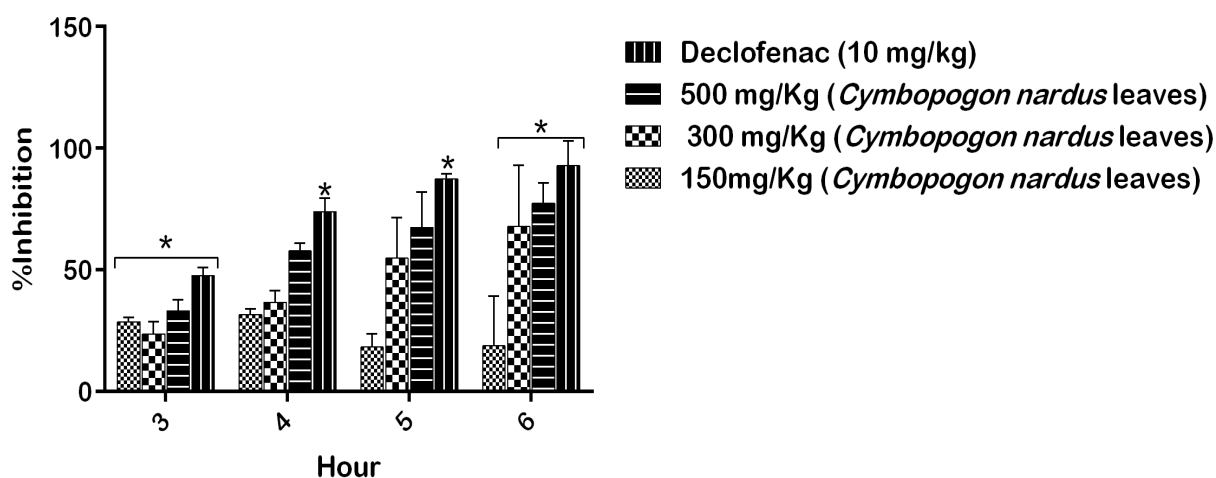 150
100
50
0
%Inhibition
*
*
*
*
3
4
5
6
Hour
Declofenac (10 mg/kg)
500 mg/Kg (Cymbopogon nardus leaves)
300 mg/Kg (Cymbopogon nardus leaves)
150mg/Kg (Cymbopogon nardus leaves)